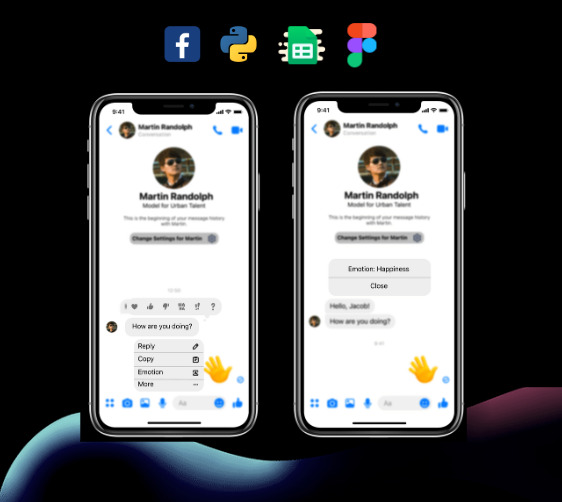 9:41
Martin Randolph
Conversation
Martin Randolph
Model for Urban Talent
This is the beginning of your message history
with Martin.
Change Settings for Martin
How are you doing?
Reply
Copy
Emotion
More
Aa
9:41
Martin Randolph
Conversation
Martin Randolph
Model for Urban Talent
This is the beginning of your message history
with Martin.
Change Settings for Martin
Emotion: Happiness
Close
Hello, Jacob!
How are you doing?
9:41
Aa